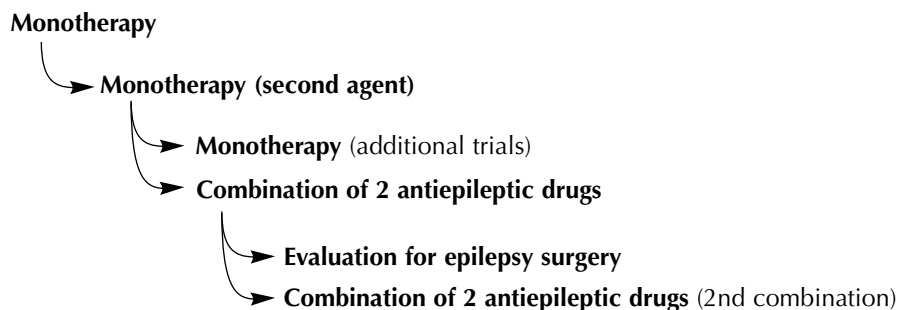 Monotherapy
Monotherapy (second agent)
Monotherapy (additional trials)
Combination of 2 antiepileptic drugs
Evaluation for epilepsy surgery
Combination of 2 antiepileptic drugs (2nd combination)